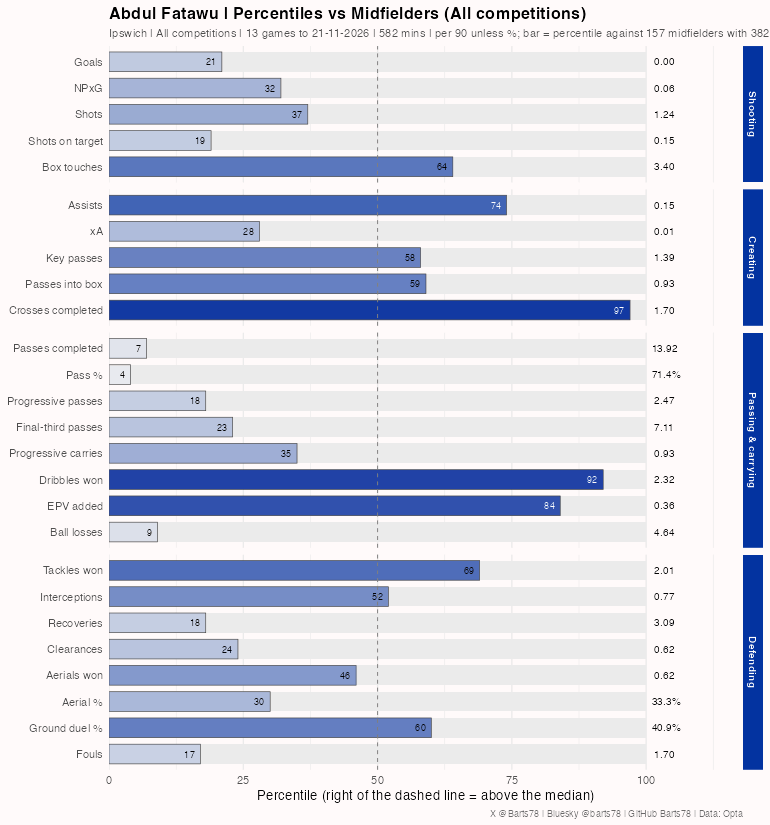 Abdul Fatawu | Percentiles vs Midfielders (All competitions)
Ipswich | All competitions | 13 games to 21-11-2026 | 582 mins | per 90 unless %; bar = percentile against 157 midfielders with 382
Goals 21 0.00
NPxG 32 0.06
Shots 37 1.24
Shots on target 19 0.15
Box touches 64 3.40
Shooting
Assists 74 0.15
xA 28 0.01
Key passes 58 1.39
Passes into box 59 0.93
Crosses completed 97 1.70
Creating
Passes completed 7 13.92
Pass % 4 71.4%
Progressive passes 18 2.47
Final-third passes 23 7.11
Progressive carries 35 0.93
Dribbles won 92 2.32
EPV added 84 0.36
Ball losses 9 4.64
Passing & carrying
Tackles won 69 2.01
Interceptions 52 0.77
Recoveries 18 3.09
Clearances 24 0.62
Aerials won 46 0.62
Aerial % 30 33.3%
Ground duel % 60 40.9%
Fouls 17 1.70
Defending
0 25 50 75 100
Percentile (right of the dashed line = above the median)
X @Barts78 | Bluesky @barts78 | GitHub Barts78 | Data: Opta